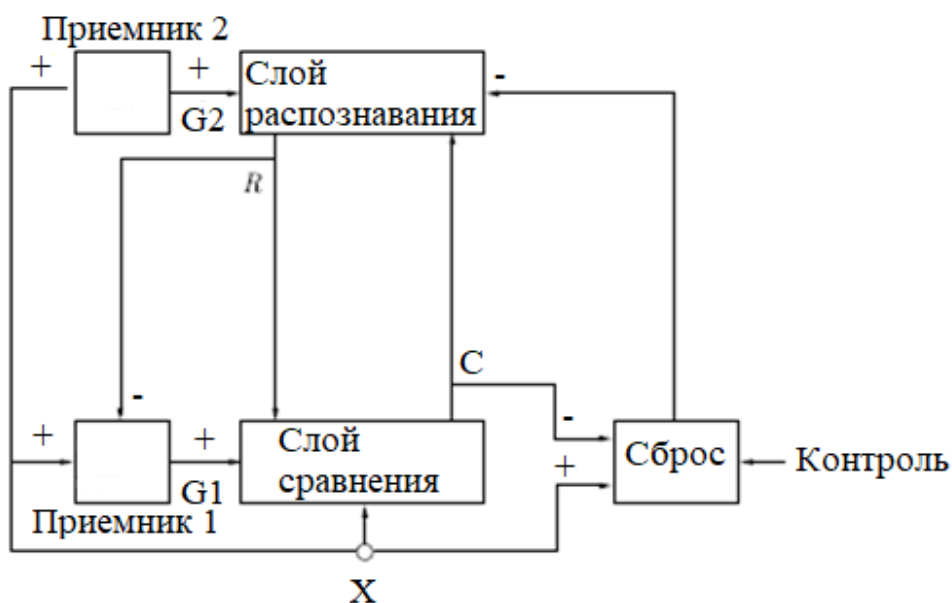 Приемник 2
+
+
G2
Слой
распознавания
-
R
-
+
+
G1
Приемник 1
Слой
сравнения
C
-
+
Сброс
Контроль
X